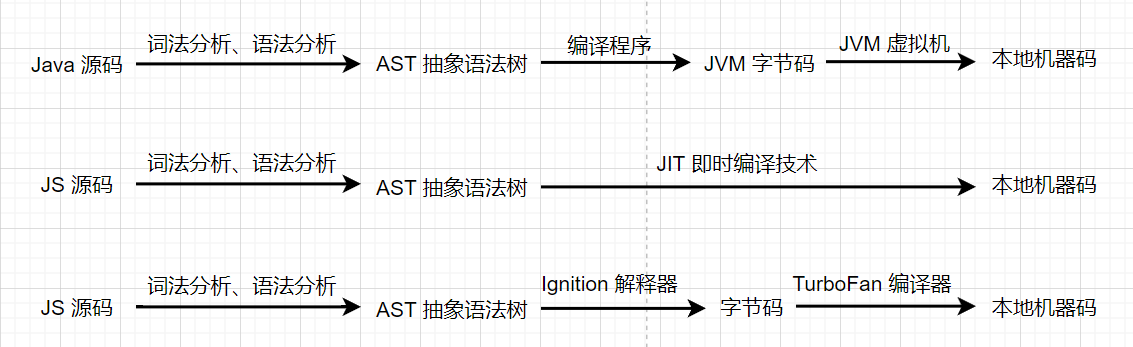 Java 源码
词法分析、语法分析
AST 抽象语法树
编译程序
JVM 字节码
JVM 虚拟机
本地机器码
JS 源码
词法分析、语法分析
AST 抽象语法树
JIT 即时编译技术
本地机器码
JS 源码
词法分析、语法分析
AST 抽象语法树
Ignition 解释器
字节码
TurboFan 编译器
本地机器码